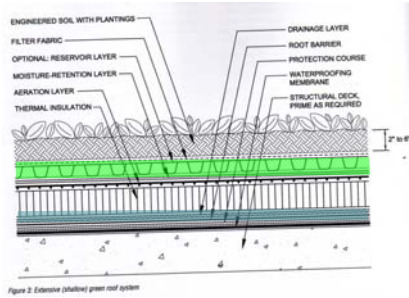 ENGINEERED SOIL WITH PLANTINGS
FILTER FABRIC
OPTIONAL: RESERVOIR LAYER
MOISTURE-RETENTION LAYER
AERATION LAYER
THERMAL INSULATION
DRAINAGE LAYER
ROOT BARRIER
PROTECTION COURSE
WATERPROOFING
MEMBRANE
STRUCTURAL DECK,
PRIME AS REQUIRED
2" to 6"
Figure 3: Extensive (shallow) green roof system